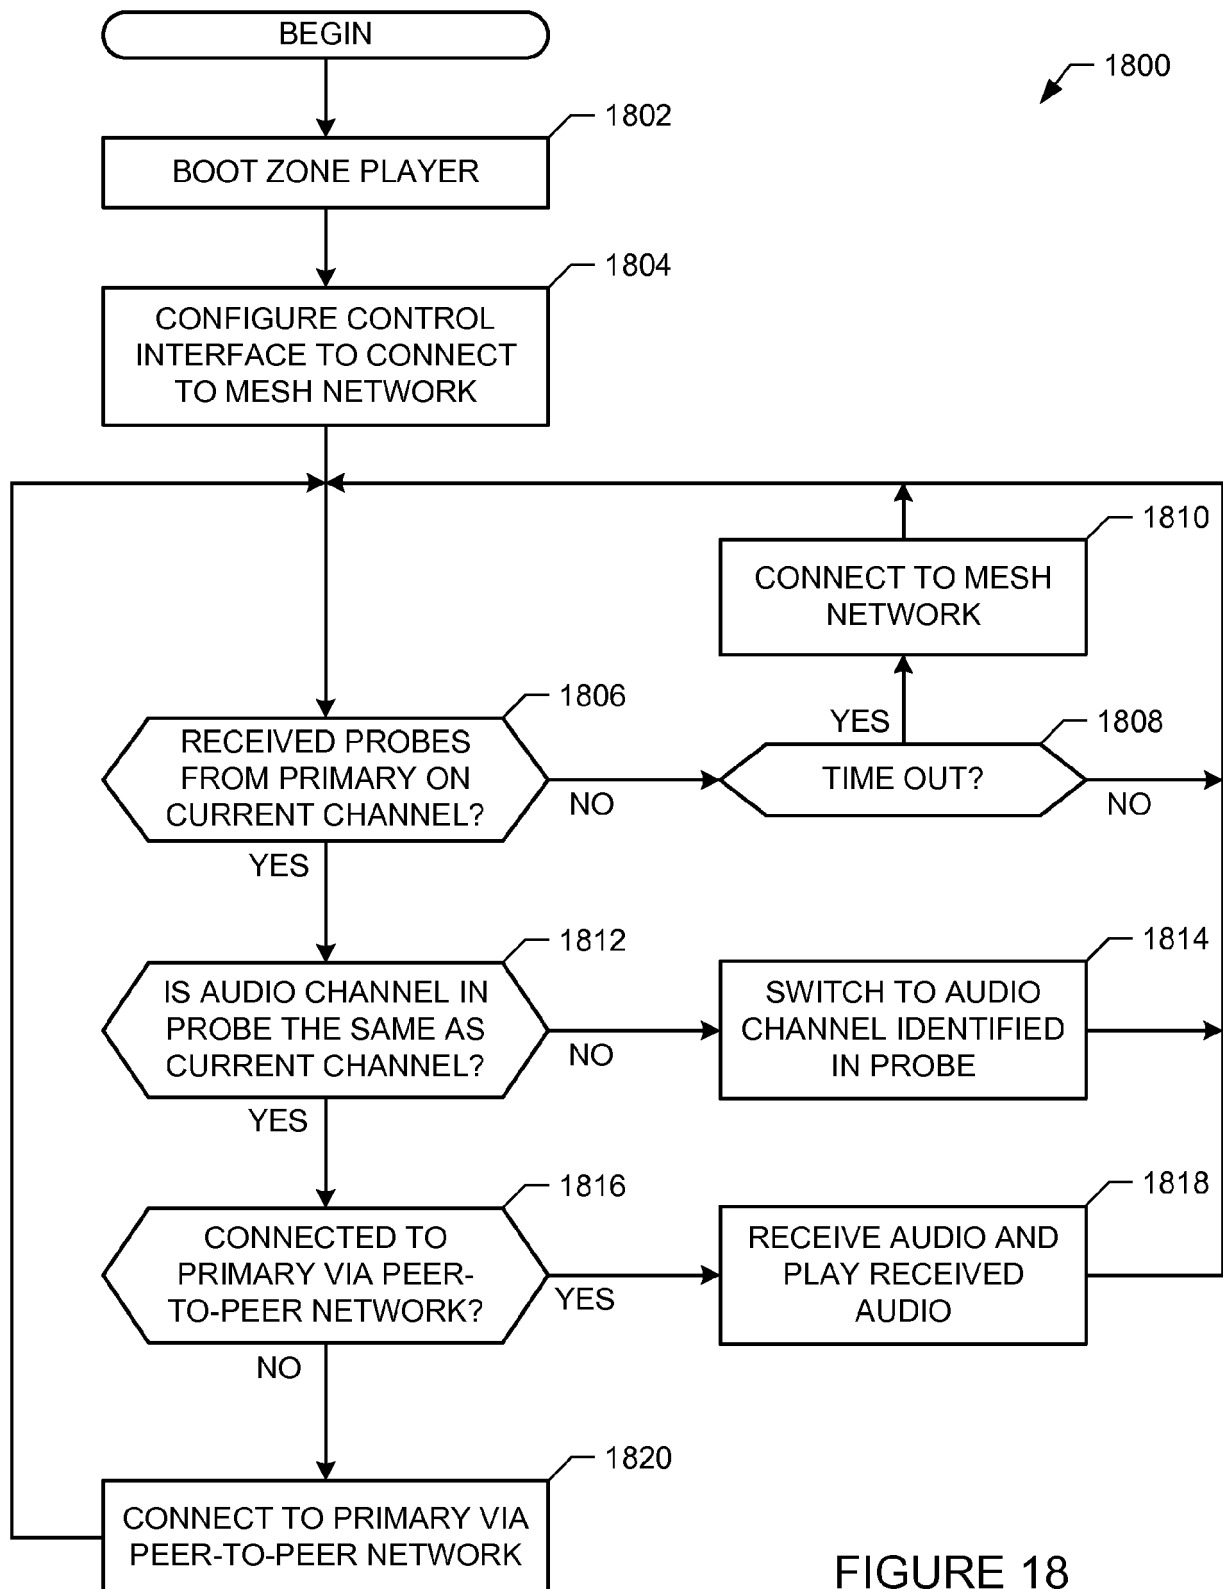 BEGIN
1800
1802
BOOT ZONE PLAYER
1804
CONFIGURE CONTROL
INTERFACE TO CONNECT
TO MESH NETWORK
1810
CONNECT TO MESH
NETWORK
1806
RECEIVED PROBES
FROM PRIMARY ON
CURRENT CHANNEL?
NO
YES
YES
1808
TIME OUT?
NO
1812
IS AUDIO CHANNEL IN
PROBE THE SAME AS
CURRENT CHANNEL?
NO
YES
1814
SWITCH TO AUDIO
CHANNEL IDENTIFIED
IN PROBE
1816
CONNECTED TO
PRIMARY VIA PEER-
TO-PEER NETWORK?
YES
NO
1818
RECEIVE AUDIO AND
PLAY RECEIVED
AUDIO
1820
CONNECT TO PRIMARY VIA
PEER-TO-PEER NETWORK
FIGURE 18